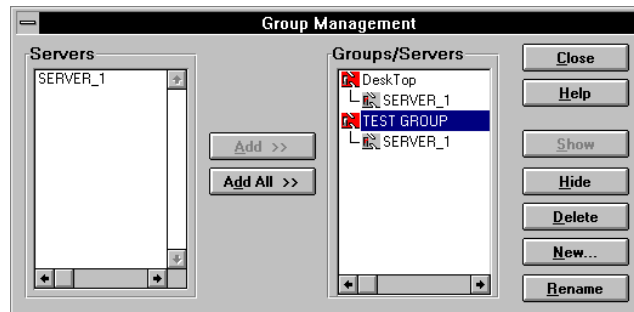 Group Management
Servers
SERVER_1
Add >>
Add All >>
Groups/Servers
DeskTop
SERVER_1
TEST GROUP
SERVER_1
Close
Help
Show
Hide
Delete
New...
Rename